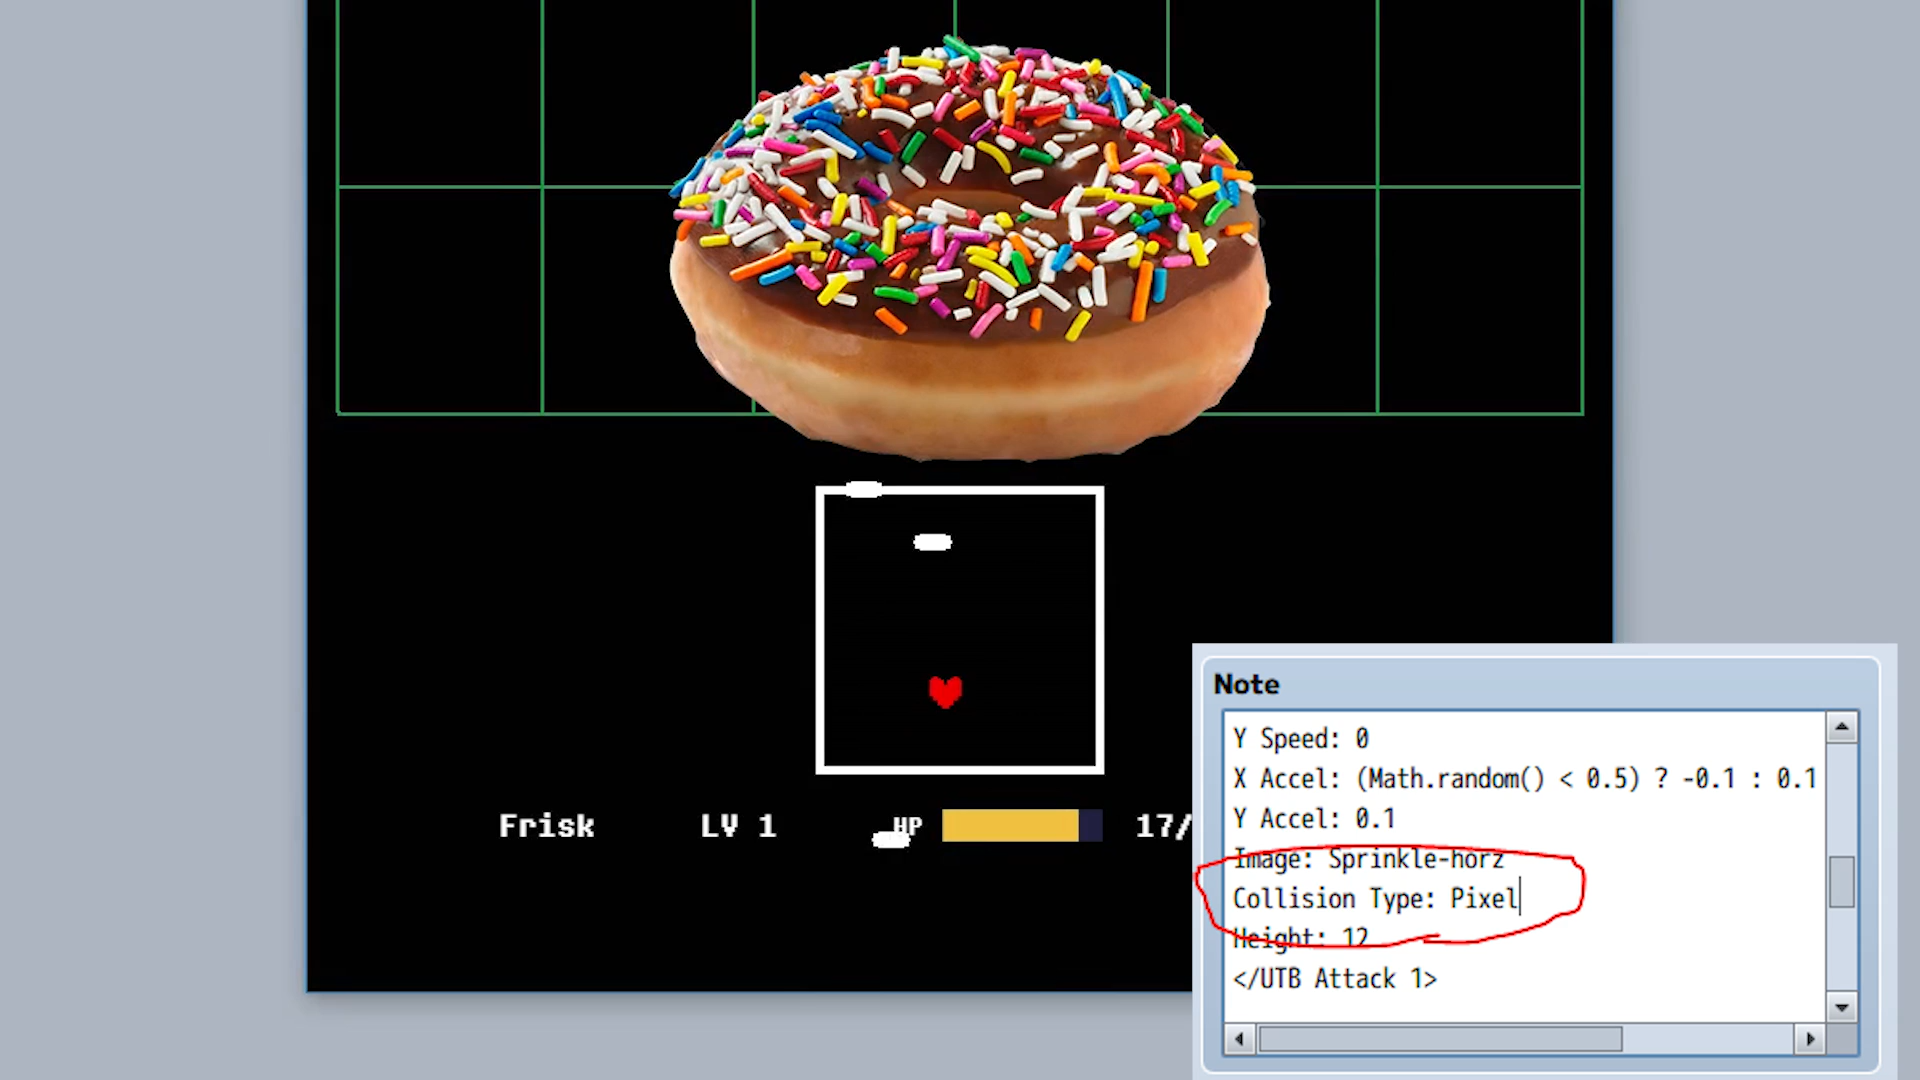 Frisk LV 1 HP 17/
Note
Y Speed: 0
X Accel: (Math.random() < 0.5) ? -0.1 : 0.1
Y Accel: 0.1
Image: Sprinkle-horz
Collision Type: Pixel
Height: 12
</UTB Attack 1>